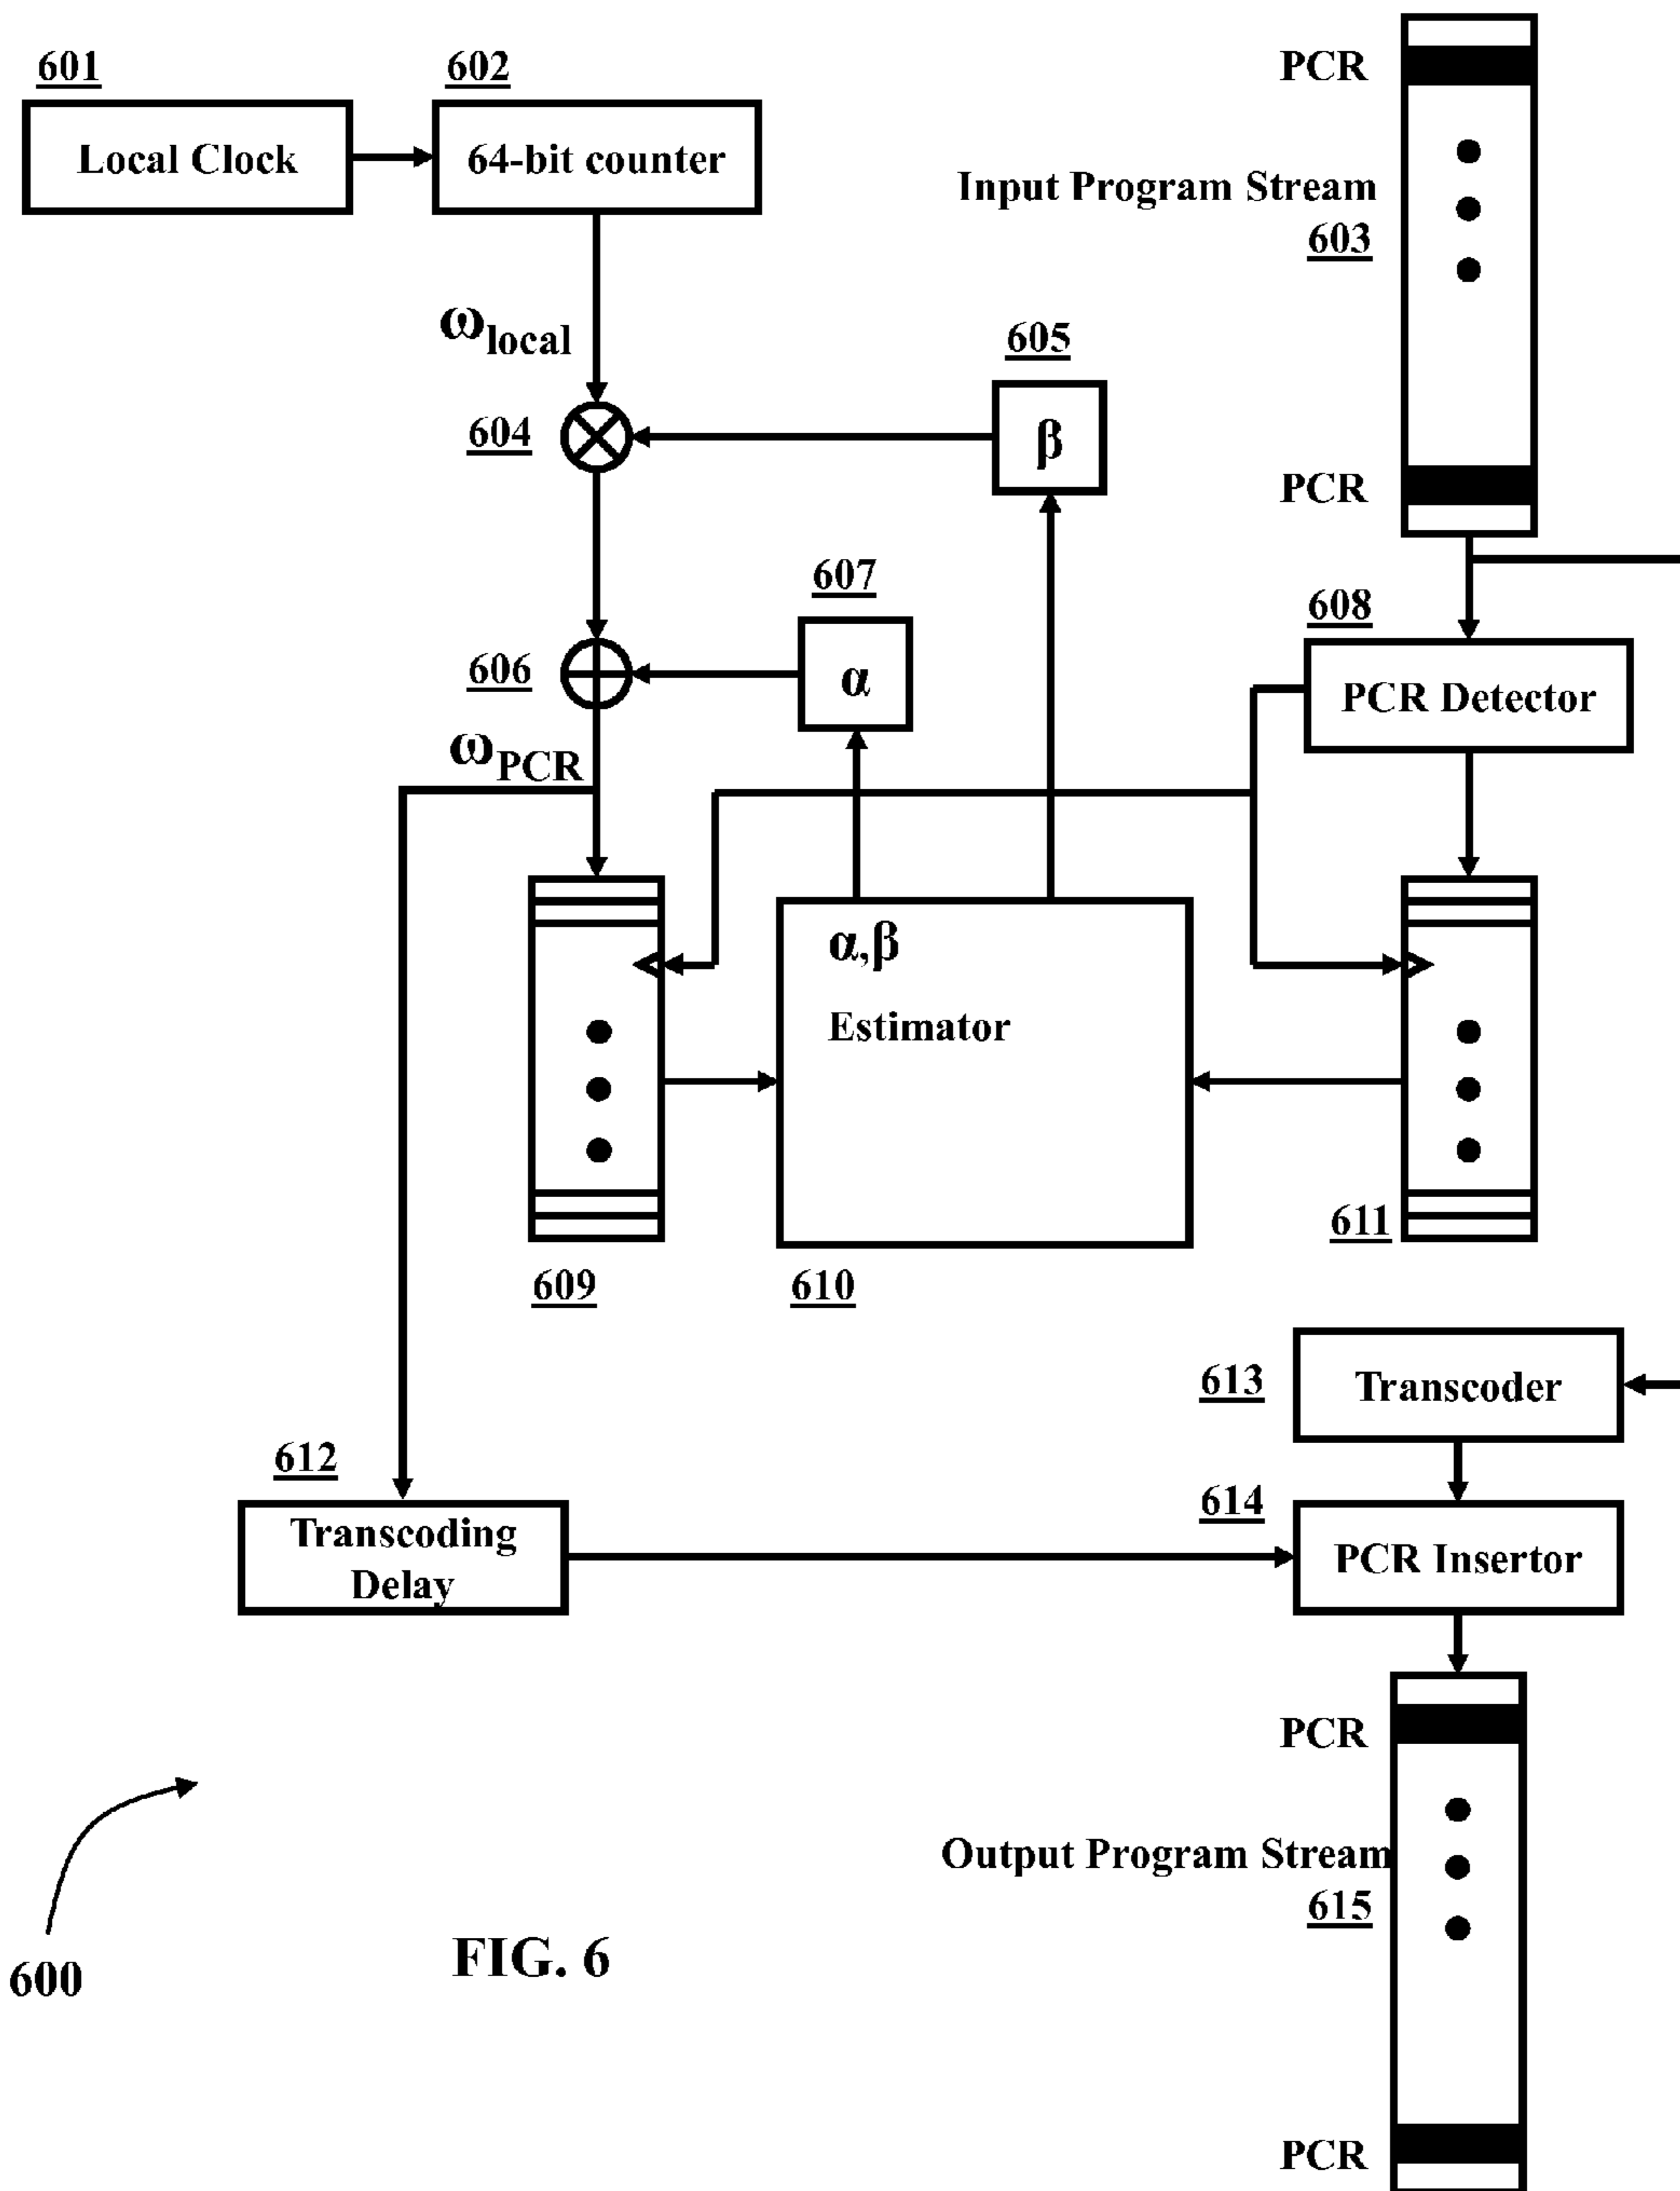 601
602
PCR
Local Clock
64-bit counter
Input Program Stream
603
ω_local
605
604
β
PCR
607
608
606
α
PCR Detector
ω_PCR
α,β
Estimator
611
609
610
613
Transcoder
612
614
Transcoding
Delay
PCR Insertor
PCR
Output Program Stream
615
FIG. 6
600
PCR